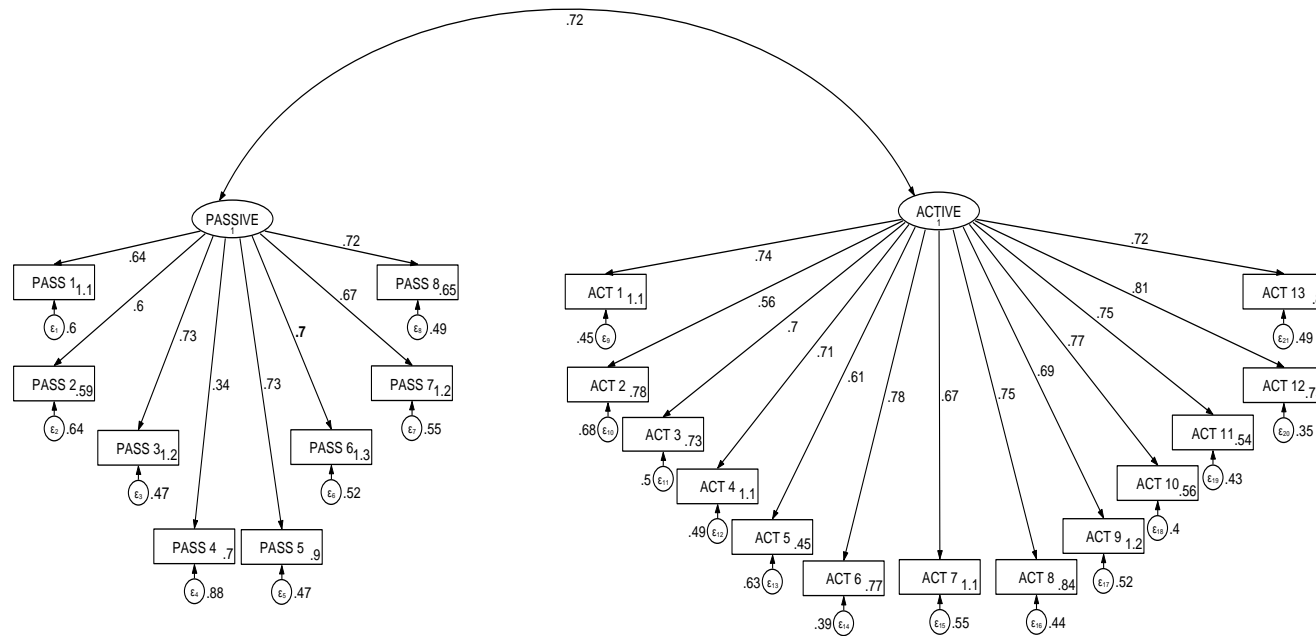 .72
PASSIVE
1
ACTIVE
1
.64
.6
.73
.34
.73
.7
.67
.72
PASS 1 1.1
ε1 .6
PASS 2 .59
ε2 .64
PASS 3 1.2
ε3 .47
PASS 4 .7
ε4 .88
PASS 5 .9
ε5 .47
PASS 6 1.3
ε6 .52
PASS 7 1.2
ε7 .55
PASS 8 .65
ε8 .49
.74
.56
.7
.71
.61
.78
.67
.75
.69
.77
.75
.81
.72
ACT 1 1.1
.45 ε9
ACT 2 .78
.68 ε10
ACT 3 .73
.5 ε11
ACT 4 1.1
.49 ε12
ACT 5 .45
.63 ε13
ACT 6 .77
.39 ε14
ACT 7 1.1
ε15 .55
ACT 8 .84
ε16 .44
ACT 9 1.2
ε17 .52
ACT 10 .56
ε18 .4
ACT 11 .54
ε19 .43
ACT 12
ε20 .35
ACT 13
ε21 .49